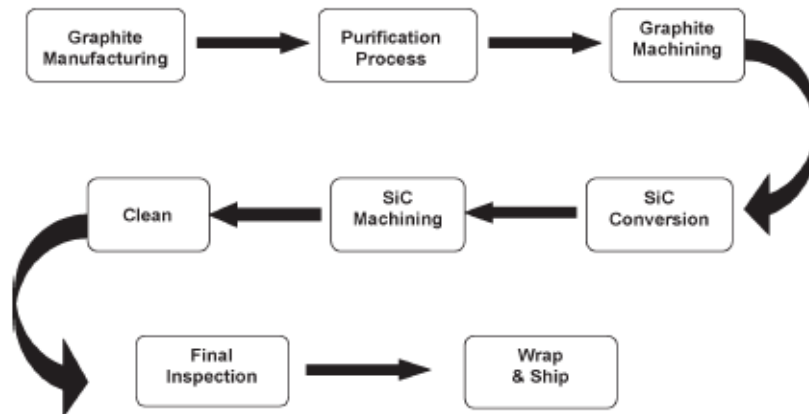 Graphite
Manufacturing
Purification
Process
Graphite
Machining
Clean
SiC
Machining
SiC
Conversion
Final
Inspection
Wrap
& Ship